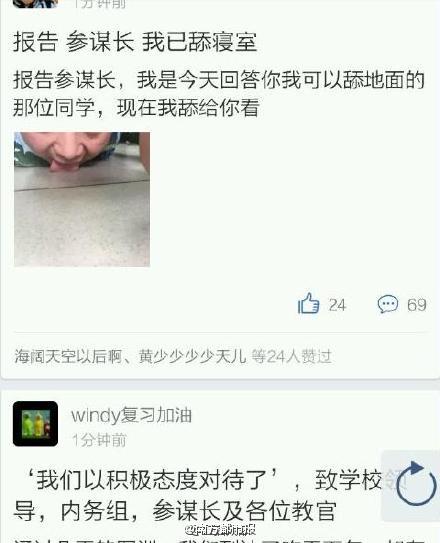 1分钟前
报告 参谋长 我已舔寝室
报告参谋长，我是今天回答你我可以舔地面的
那位同学，现在我舔给你看
24
69
海阔天空以后啊、黄少少少少天儿 等24人赞过
windy复习加油
1分钟前
‘我们以积极态度对待了’，致学校领
导，内务组，参谋长及各位教官
@南方都市报